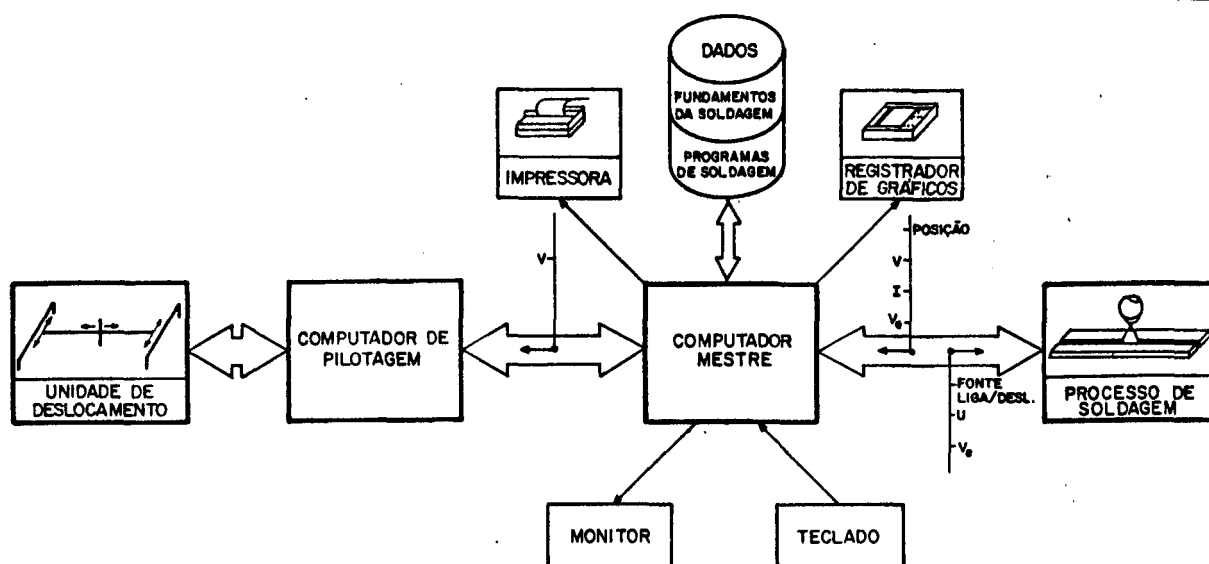 DADOS
FUNDAMENTOS
DA SOLDAGEM
PROGRAMAS
DE SOLDAGEM
IMPRESSORA
REGISTRADOR
DE GRÁFICOS
V
POSIÇÃO
V
I
Ve
UNIDADE DE
DESLOCAMENTO
COMPUTADOR DE
PILOTAGEM
COMPUTADOR
MESTRE
FONTE
LIGA/DESL.
U
Ve
PROCESSO DE
SOLDAGEM
MONITOR
TECLADO